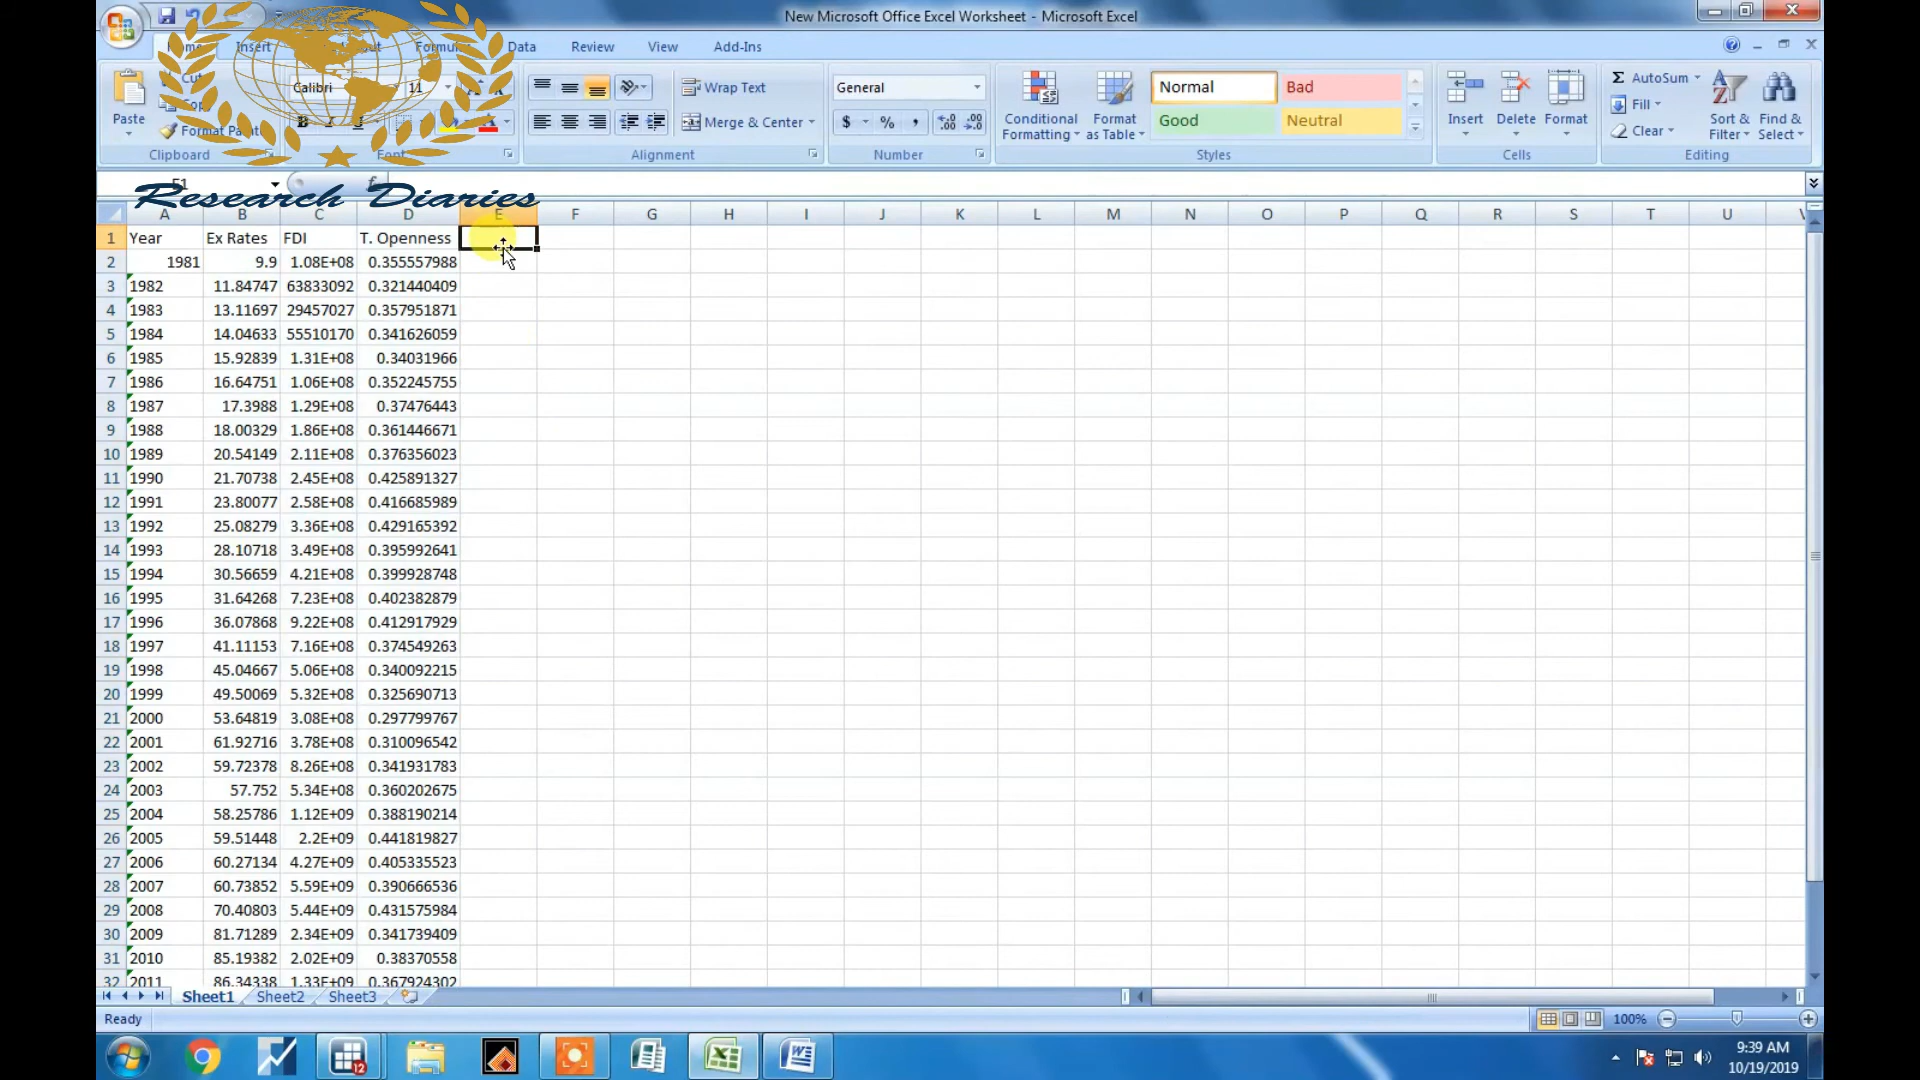 New Microsoft Office Excel Worksheet - Microsoft Excel
Insert Data Review View Add-Ins
Paste Clipboard
Calibri 11 Font
B U A
Wrap Text
Merge & Center
Alignment
General
$ % ,
Number
Conditional Formatting
Format as Table
Normal Bad
Good Neutral
Styles
Insert Delete Format
Cells
Σ AutoSum
Fill
Clear
Sort & Filter
Find & Select
Editing
Research Diaries
A B C D E F G H I J K L M N O P Q R S T U
1 Year Ex Rates FDI T. Openness
2 1981 9.9 1.08E+08 0.355557988
3 1982 11.84747 63833092 0.321440409
4 1983 13.11697 29457027 0.357951871
5 1984 14.04633 55510170 0.341626059
6 1985 15.92839 1.31E+08 0.34031966
7 1986 16.64751 1.06E+08 0.352245755
8 1987 17.3988 1.29E+08 0.37476443
9 1988 18.00329 1.86E+08 0.361446671
10 1989 20.54149 2.11E+08 0.376356023
11 1990 21.70738 2.45E+08 0.425891327
12 1991 23.80077 2.58E+08 0.416685989
13 1992 25.08279 3.36E+08 0.429165392
14 1993 28.10718 3.49E+08 0.395992641
15 1994 30.56659 4.21E+08 0.399928748
16 1995 31.64268 7.23E+08 0.402382879
17 1996 36.07868 9.22E+08 0.412917929
18 1997 41.11153 7.16E+08 0.374549263
19 1998 45.04667 5.06E+08 0.340092215
20 1999 49.50069 5.32E+08 0.325690713
21 2000 53.64819 3.08E+08 0.297799767
22 2001 61.92716 3.78E+08 0.310096542
23 2002 59.72378 8.26E+08 0.341931783
24 2003 57.752 5.34E+08 0.360202675
25 2004 58.25786 1.12E+09 0.388190214
26 2005 59.51448 2.2E+09 0.441819827
27 2006 60.27134 4.27E+09 0.405335523
28 2007 60.73852 5.59E+09 0.390666536
29 2008 70.40803 5.44E+09 0.431575984
30 2009 81.71289 2.34E+09 0.341739409
31 2010 85.19382 2.02E+09 0.38370558
32 2011 86.34338 1.33E+09 0.367924302
Sheet1 Sheet2 Sheet3
Ready
100%
12
9:39 AM
10/19/2019